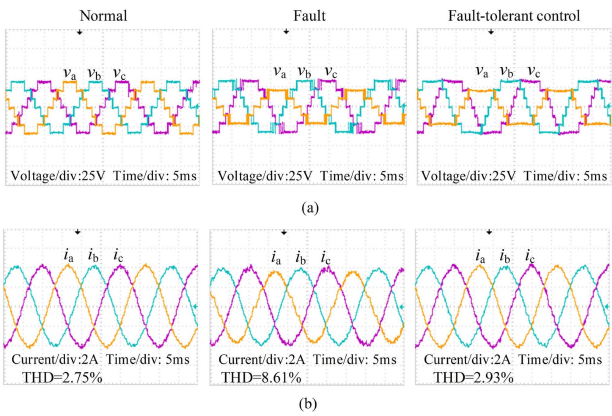 Normal Fault Fault-tolerant control
va vb vc va vb vc va vb vc
Voltage/div:25V Time/div: 5ms Voltage/div:25V Time/div: 5ms Voltage/div:25V Time/div: 5ms
(a)
ia ib ic ia ib ic ia ib ic
Current/div:2A Time/div: 5ms Current/div:2A Time/div: 5ms Current/div:2A Time/div: 5ms
THD=2.75% THD=8.61% THD=2.93%
(b)